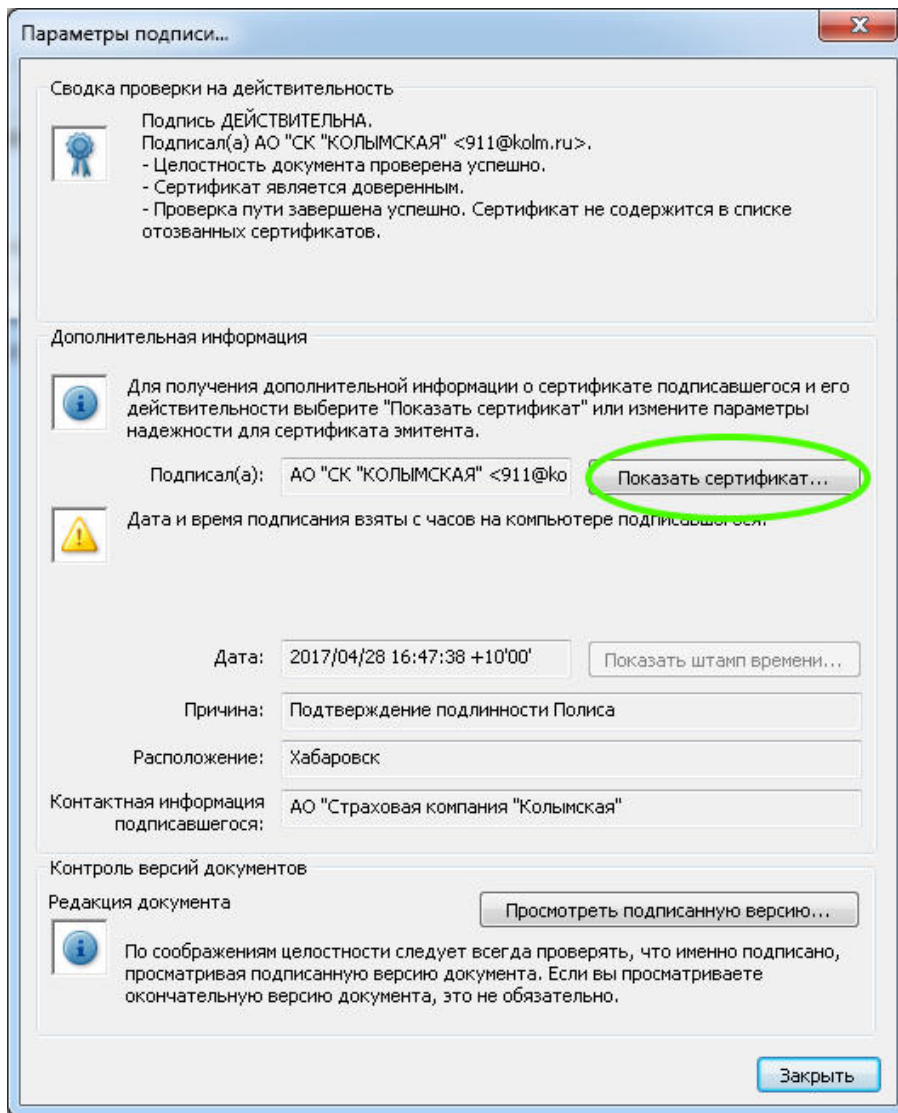 Параметры подписи...
Сводка проверки на действительность
Подпись ДЕЙСТВИТЕЛЬНА.
Подписал(а) АО "СК "КОЛЫМСКАЯ" <911@kolm.ru>.
- Целостность документа проверена успешно.
- Сертификат является доверенным.
- Проверка пути завершена успешно. Сертификат не содержится в списке
отозванных сертификатов.
Дополнительная информация
Для получения дополнительной информации о сертификате подписавшегося и его
действительности выберите "Показать сертификат" или измените параметры
надежности для сертификата эмитента.
Подписал(а): АО "СК "КОЛЫМСКАЯ" <911@ko Показать сертификат...
Дата и время подписания взяты с часов на компьютере подписавшегося.
Дата: 2017/04/28 16:47:38 +10'00' Показать штамп времени...
Причина: Подтверждение подлинности Полиса
Расположение: Хабаровск
Контактная информация
подписавшегося: АО "Страховая компания "Колымская"
Контроль версий документов
Редакция документа Просмотреть подписанную версию...
По соображениям целостности следует всегда проверять, что именно подписано,
просматривая подписанную версию документа. Если вы просматриваете
окончательную версию документа, это не обязательно.
Закрыть